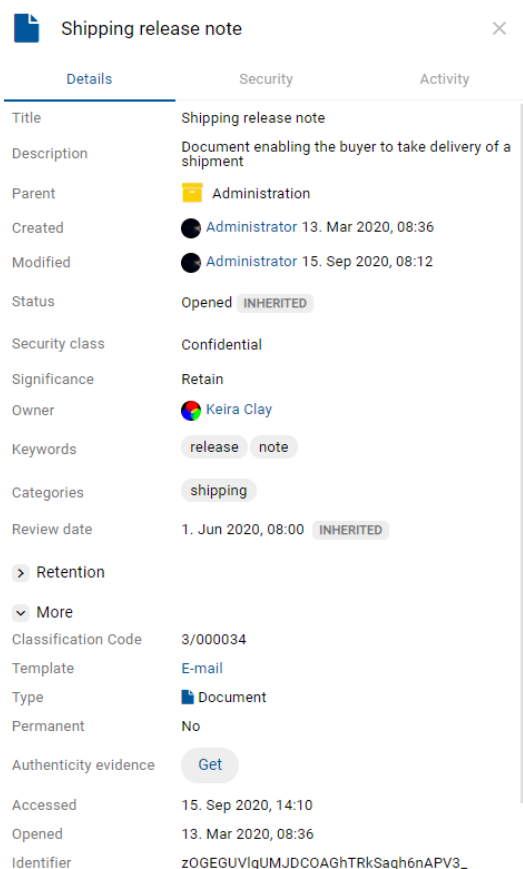 Shipping release note
Details Security Activity
Title Shipping release note
Description Document enabling the buyer to take delivery of a
shipment
Parent Administration
Created Administrator 13. Mar 2020, 08:36
Modified Administrator 15. Sep 2020, 08:12
Status Opened INHERITED
Security class Confidential
Significance Retain
Owner Keira Clay
Keywords release note
Categories shipping
Review date 1. Jun 2020, 08:00 INHERITED
Retention
More
Classification Code 3/000034
Template E-mail
Type Document
Permanent No
Authenticity evidence Get
Accessed 15. Sep 2020, 14:10
Opened 13. Mar 2020, 08:36
Identifier